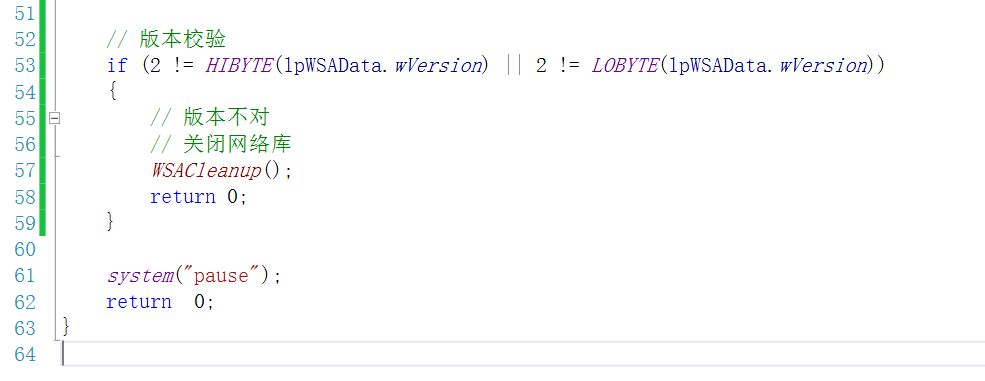 51
52 // 版本校验
53 if (2 != HIBYTE(lpWSAData.wVersion) || 2 != LOBYTE(lpWSAData.wVersion))
54 {
55 // 版本不对
56 // 关闭网络库
57 WSACleanup();
58 return 0;
59 }
60
61 system("pause");
62 return  0;
63 }
64